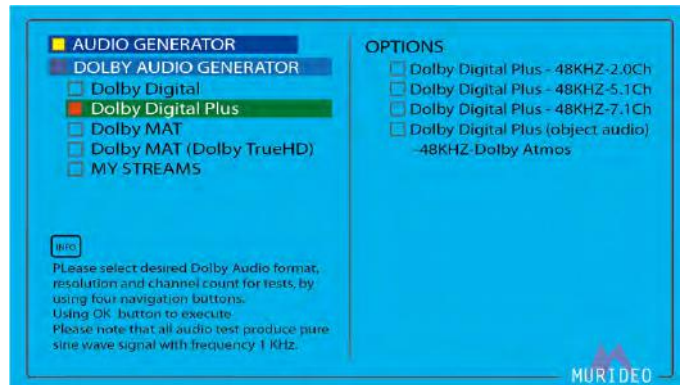 AUDIO GENERATOR
DOLBY AUDIO GENERATOR
Dolby Digital
Dolby Digital Plus
Dolby MAT
Dolby MAT (Dolby TrueHD)
MY STREAMS
INFO
PLease select desired Dolby Audio format,
resolution and channel count for tests, by
using four navigation buttons.
Using OK button to execute
Please note that all audio test produce pure
sine wave signal with frequency 1 KHz.
OPTIONS
Dolby Digital Plus - 48KHZ-2.0Ch
Dolby Digital Plus - 48KHZ-5.1Ch
Dolby Digital Plus - 48KHZ-7.1Ch
Dolby Digital Plus (object audio)
-48KHZ-Dolby Atmos
MURIDEO